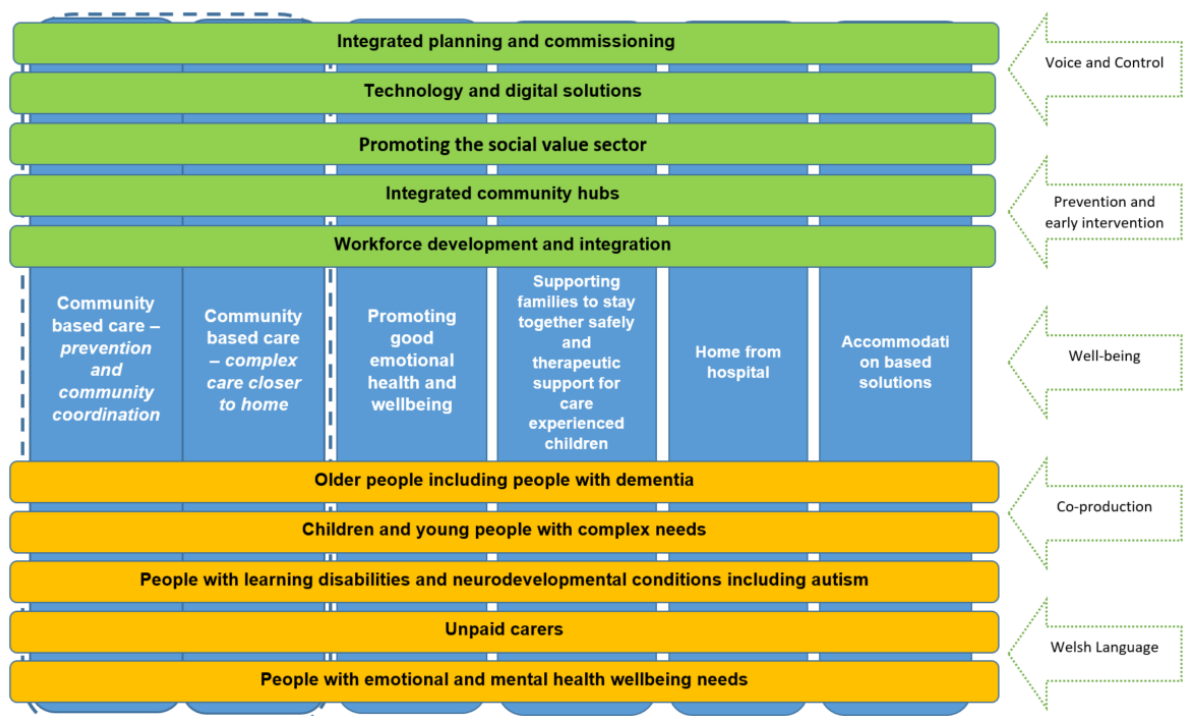 Integrated planning and commissioning
Technology and digital solutions
Promoting the social value sector
Integrated community hubs
Workforce development and integration
Community
based care –
prevention
and
community
coordination
Community
based care
– complex
care closer
to home
Promoting
good
emotional
health and
wellbeing
Supporting
families to stay
together safely
and
therapeutic
support for
care
experienced
children
Home from
hospital
Accommodati
on based
solutions
Older people including people with dementia
Children and young people with complex needs
People with learning disabilities and neurodevelopmental conditions including autism
Unpaid carers
People with emotional and mental health wellbeing needs
Voice and Control
Prevention and
early intervention
Well-being
Co-production
Welsh Language